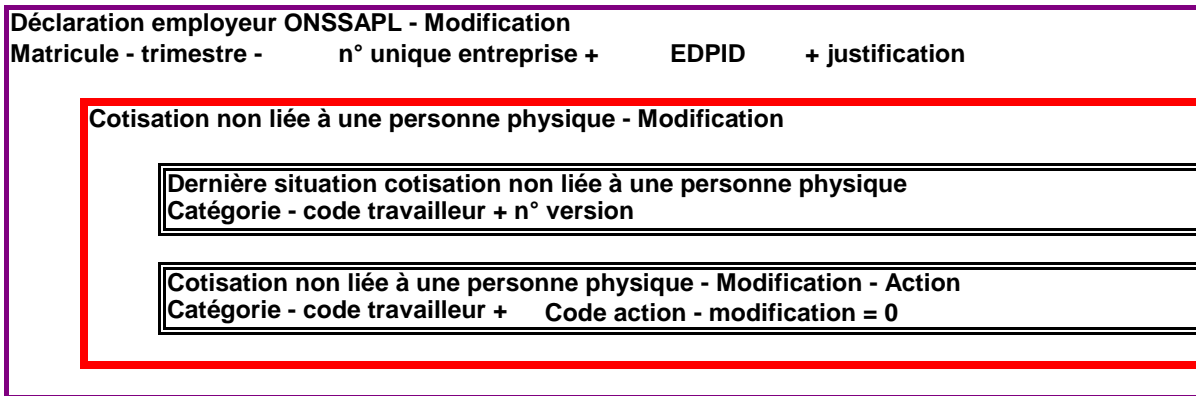 Déclaration employeur ONSSAPL - Modification
Matricule - trimestre - n° unique entreprise + EDPID + justification
Cotisation non liée à une personne physique - Modification
Dernière situation cotisation non liée à une personne physique
Catégorie - code travailleur + n° version
Cotisation non liée à une personne physique - Modification - Action
Catégorie - code travailleur + Code action - modification = 0